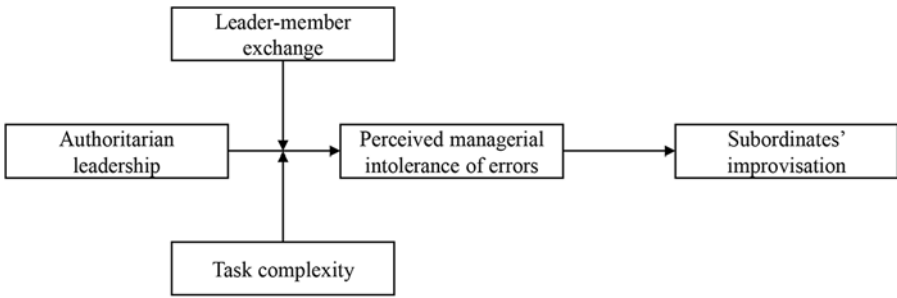 Leader-member
exchange
Authoritarian
leadership
Perceived managerial
intolerance of errors
Subordinates’
improvisation
Task complexity